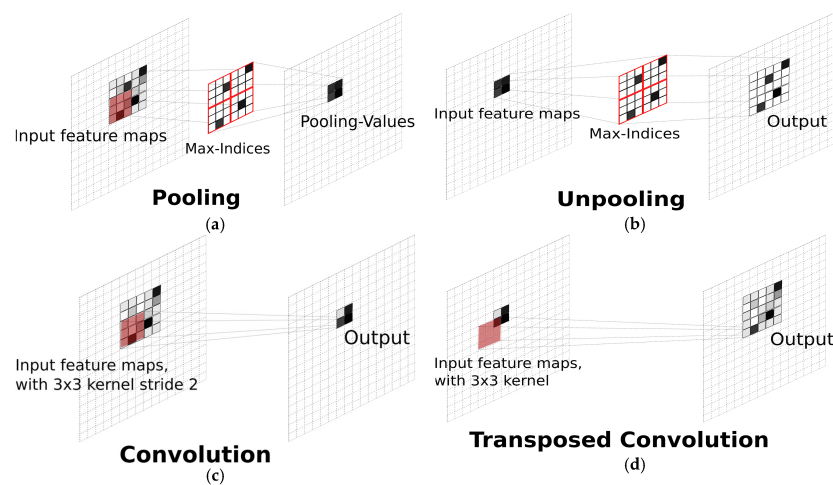 Input feature maps
Max-Indices
Pooling-Values
Pooling
(a)
Input feature maps
Max-Indices
Output
Unpooling
(b)
Input feature maps,
with 3x3 kernel stride 2
Output
Convolution
(c)
Input feature maps,
with 3x3 kernel
Output
Transposed Convolution
(d)